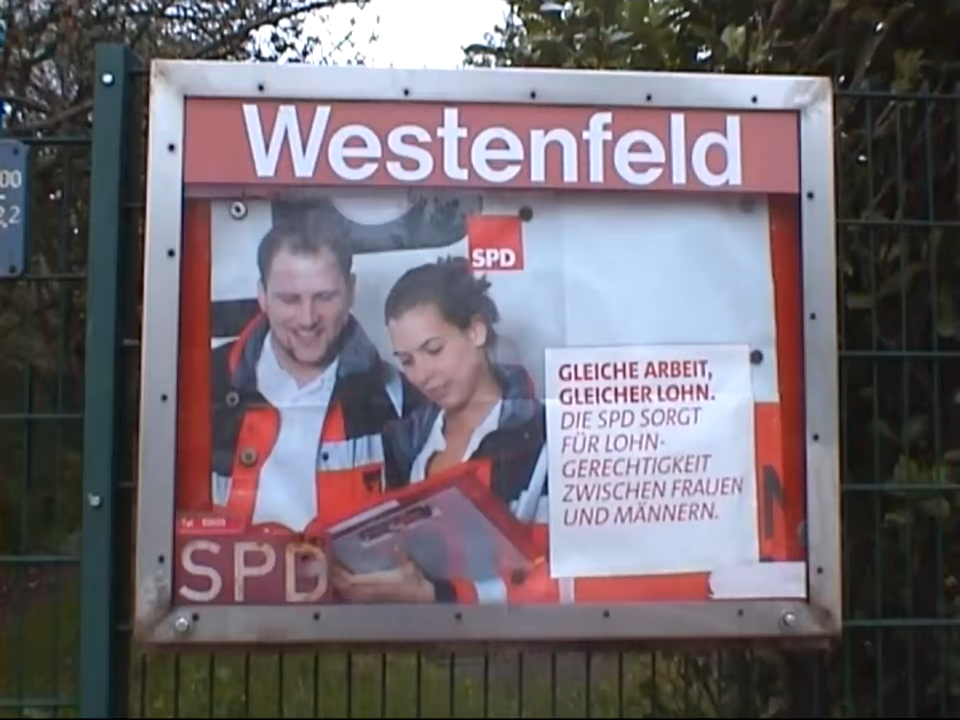 Westenfeld
SPD
GLEICHE ARBEIT,
GLEICHER LOHN.
DIE SPD SORGT
FÜR LOHN-
GERECHTIGKEIT
ZWISCHEN FRAUEN
UND MÄNNERN.
SPD